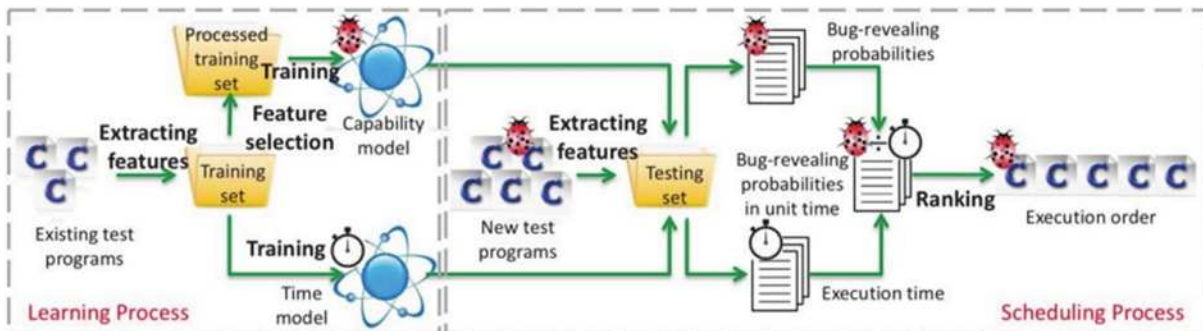 Processed
training
set
Training
Feature
selection
Capability
model
Extracting
features
Training
set
C C
C
Existing test
programs
Training
Time
model
Learning Process
Extracting
features
C C
C C C
New test
programs
Testing
set
Bug-revealing
probabilities
Bug-revealing
probabilities
in unit time
÷
Execution time
Ranking
C C C C C
Execution order
Scheduling Process